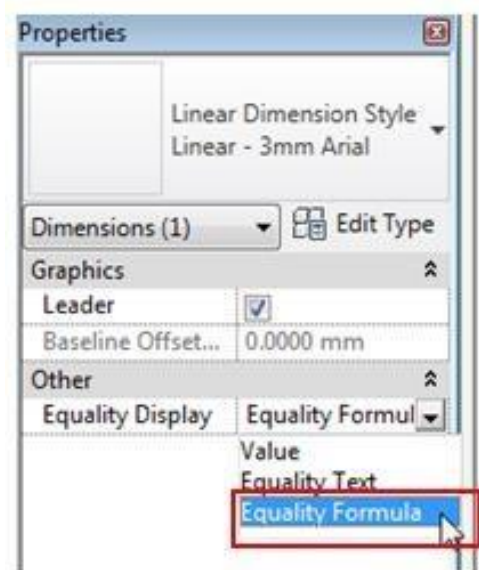 Properties
Linear Dimension Style
Linear - 3mm Arial
Dimensions (1) Edit Type
Graphics
Leader
Baseline Offset... 0.0000 mm
Other
Equality Display Equality Formul
Value
Equality Text
Equality Formula